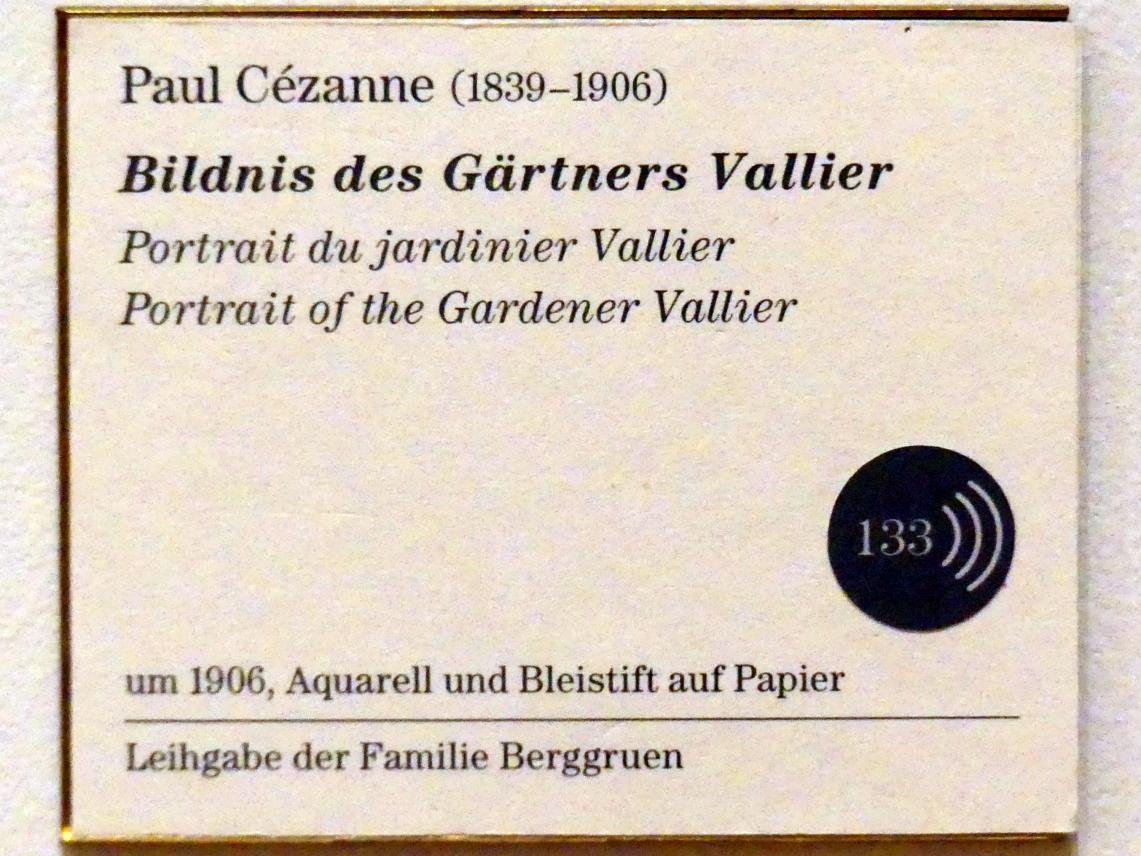 Paul Cézanne (1839–1906)
Bildnis des Gärtners Vallier
Portrait du jardinier Vallier
Portrait of the Gardener Vallier
133
um 1906, Aquarell und Bleistift auf Papier
Leihgabe der Familie Berggruen